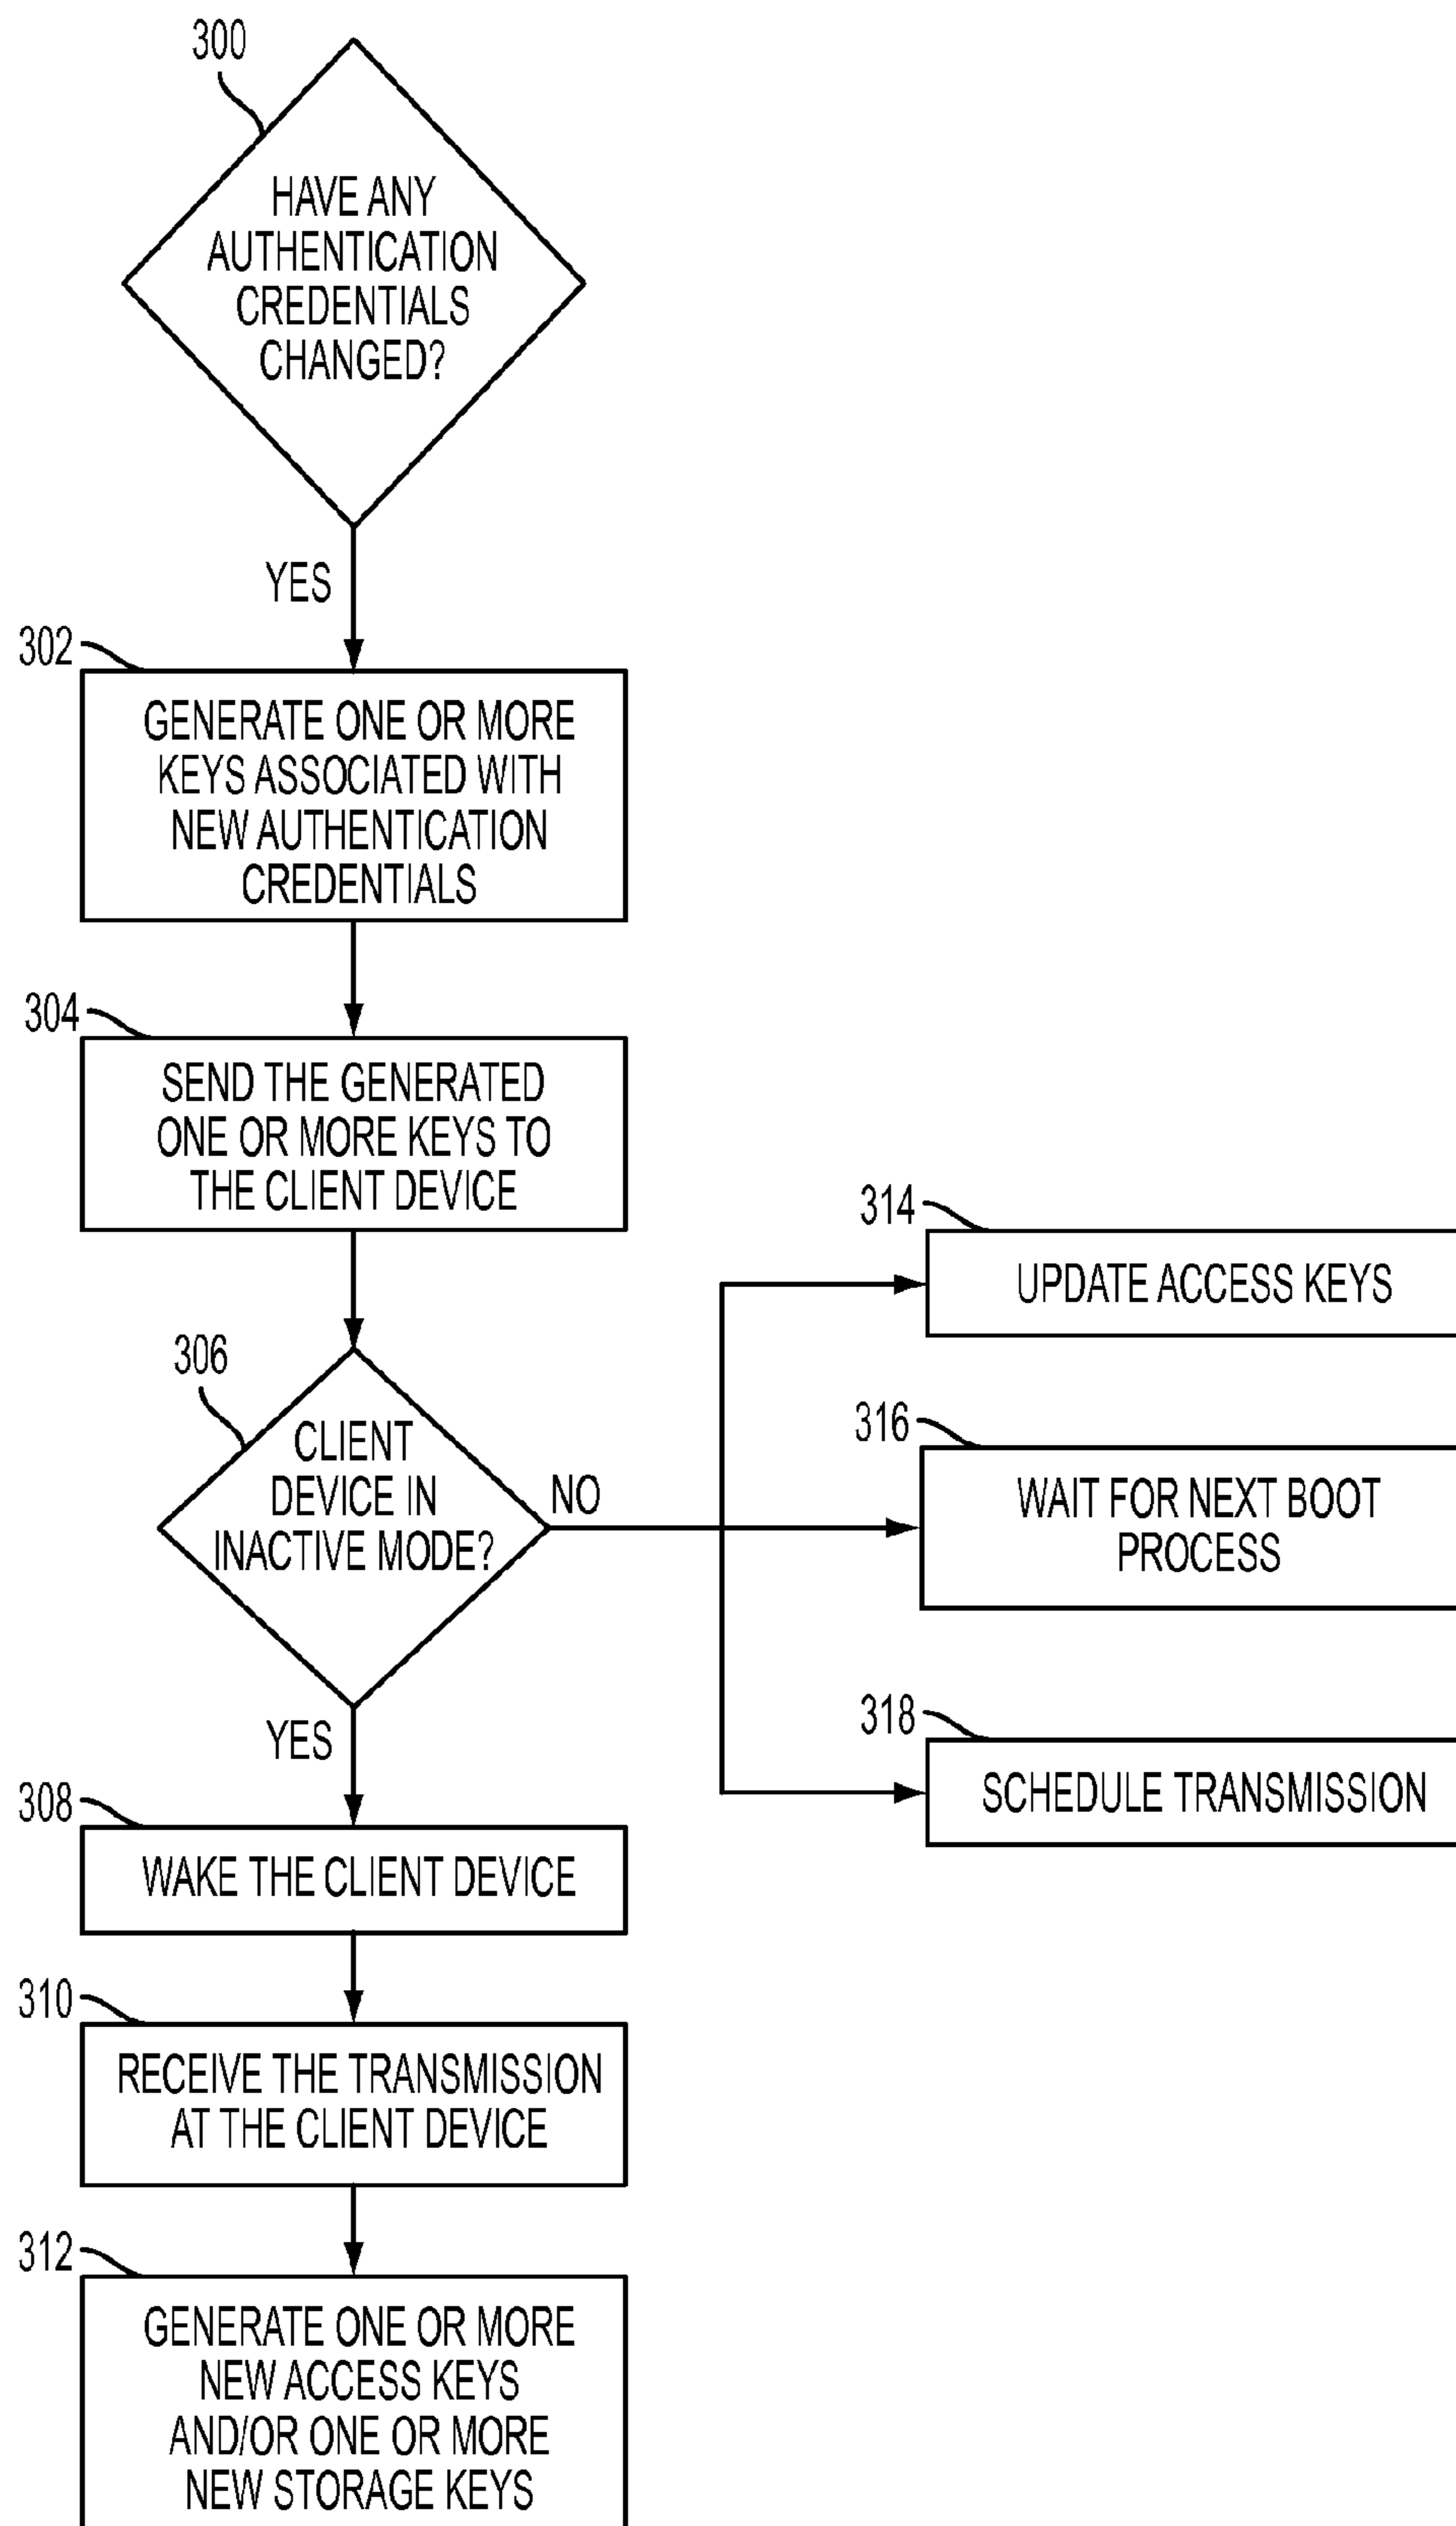 300
HAVE ANY
AUTHENTICATION
CREDENTIALS
CHANGED?
YES
302
GENERATE ONE OR MORE
KEYS ASSOCIATED WITH
NEW AUTHENTICATION
CREDENTIALS
304
SEND THE GENERATED
ONE OR MORE KEYS TO
THE CLIENT DEVICE
306
CLIENT
DEVICE IN
INACTIVE MODE?
NO
314
UPDATE ACCESS KEYS
316
WAIT FOR NEXT BOOT
PROCESS
318
SCHEDULE TRANSMISSION
YES
308
WAKE THE CLIENT DEVICE
310
RECEIVE THE TRANSMISSION
AT THE CLIENT DEVICE
312
GENERATE ONE OR MORE
NEW ACCESS KEYS
AND/OR ONE OR MORE
NEW STORAGE KEYS